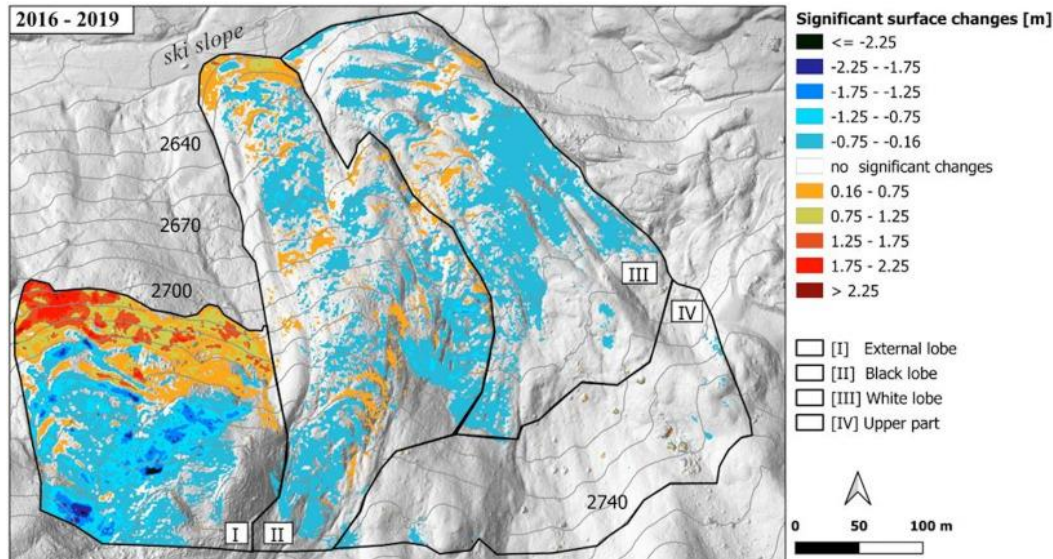 2016 - 2019
ski slope
2640
2670
2700
2740
I
II
III
IV
Significant surface changes [m]
<= -2.25
-2.25 - -1.75
-1.75 - -1.25
-1.25 - -0.75
-0.75 - -0.16
no significant changes
0.16 - 0.75
0.75 - 1.25
1.25 - 1.75
1.75 - 2.25
> 2.25
[I] External lobe
[II] Black lobe
[III] White lobe
[IV] Upper part
0 50 100 m